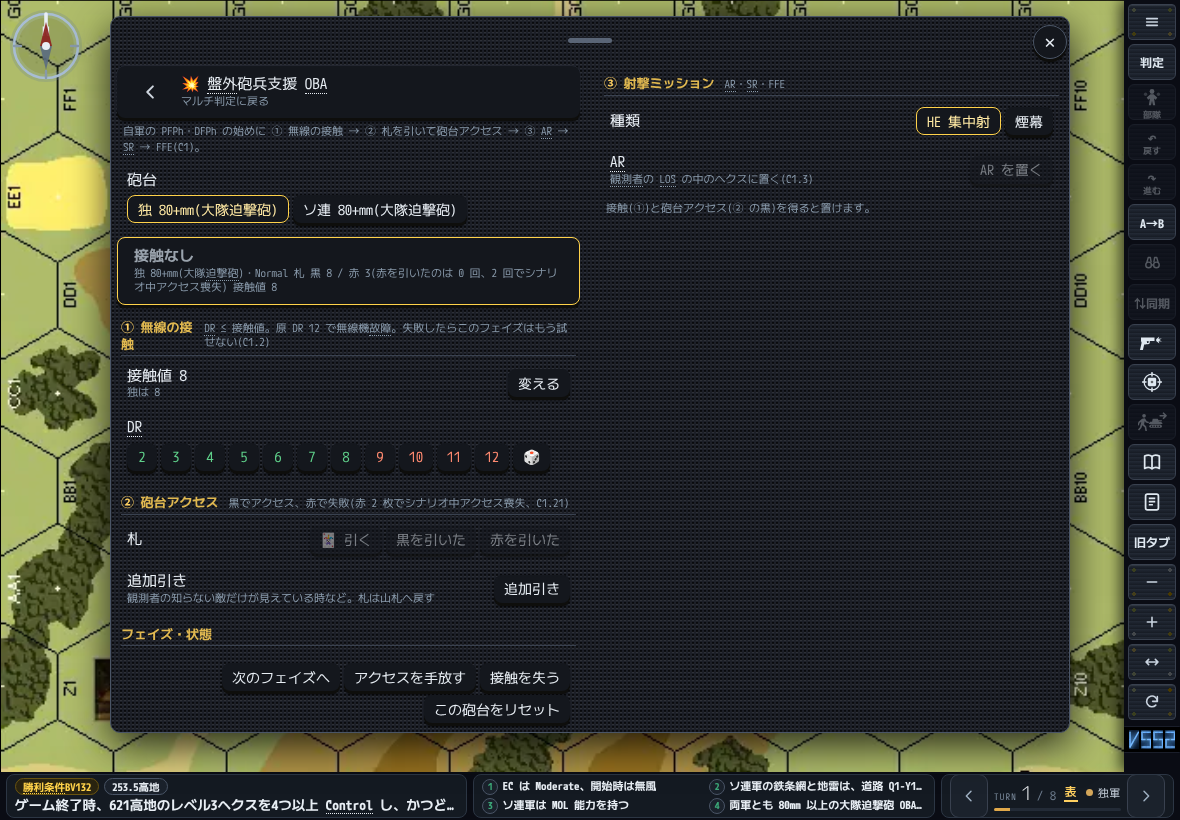 💥 盤外砲兵支援 OBA
マルチ判定に戻る
自軍の PFPh・DFPh の始めに ① 無線の接触 → ② 札を引いて砲台アクセス → ③ AR →
SR → FFE(C1)。
砲台
独 80+mm(大隊迫撃砲)
ソ連 80+mm(大隊迫撃砲)
接触なし
独 80+mm(大隊迫撃砲)・Normal 札 黒 8 / 赤 3(赤を引いたのは 0 回、2 回でシナリ
オ中アクセス喪失) 接触値 8
① 無線の接
触
DR ≤ 接触値。原 DR 12 で無線機故障。失敗したらこのフェイズはもう試
せない(C1.2)
接触値 8
独は 8
変える
DR
2 3 4 5 6 7 8 9 10 11 12 🎲
② 砲台アクセス 黒でアクセス、赤で失敗(赤 2 枚でシナリオ中アクセス喪失、C1.21)
札
🃏 引く
黒を引いた
赤を引いた
追加引き
観測者の知らない敵だけが見えている時など。札は山札へ戻す
追加引き
フェイズ・状態
次のフェイズへ
アクセスを手放す
接触を失う
この砲台をリセット
③ 射撃ミッション AR・SR・FFE
種類
HE 集中射
煙幕
AR
観測者の LOS の中のヘクスに置く(C1.3)
AR を置く
接触(①)と砲台アクセス(② の黒)を得ると置けます。
FF1
EE1
DD1
CC1
BB1
AA1
Z1
FF10
DD10
BB10
Z10
判定
部隊
↶
戻す
↷
進む
A→B
⇅同期
旧タブ
−
+
↔
V552
勝利条件BV132
253.5高地
ゲーム終了時、621高地のレベル3ヘクスを4つ以上 Control し、かつど…
① EC は Moderate、開始時は無風
② ソ連軍の鉄条網と地雷は、道路 Q1-Y1…
③ ソ連軍は MOL 能力を持つ
④ 両軍とも 80mm 以上の大隊迫撃砲 OBA…
TURN 1 / 8 表 独軍